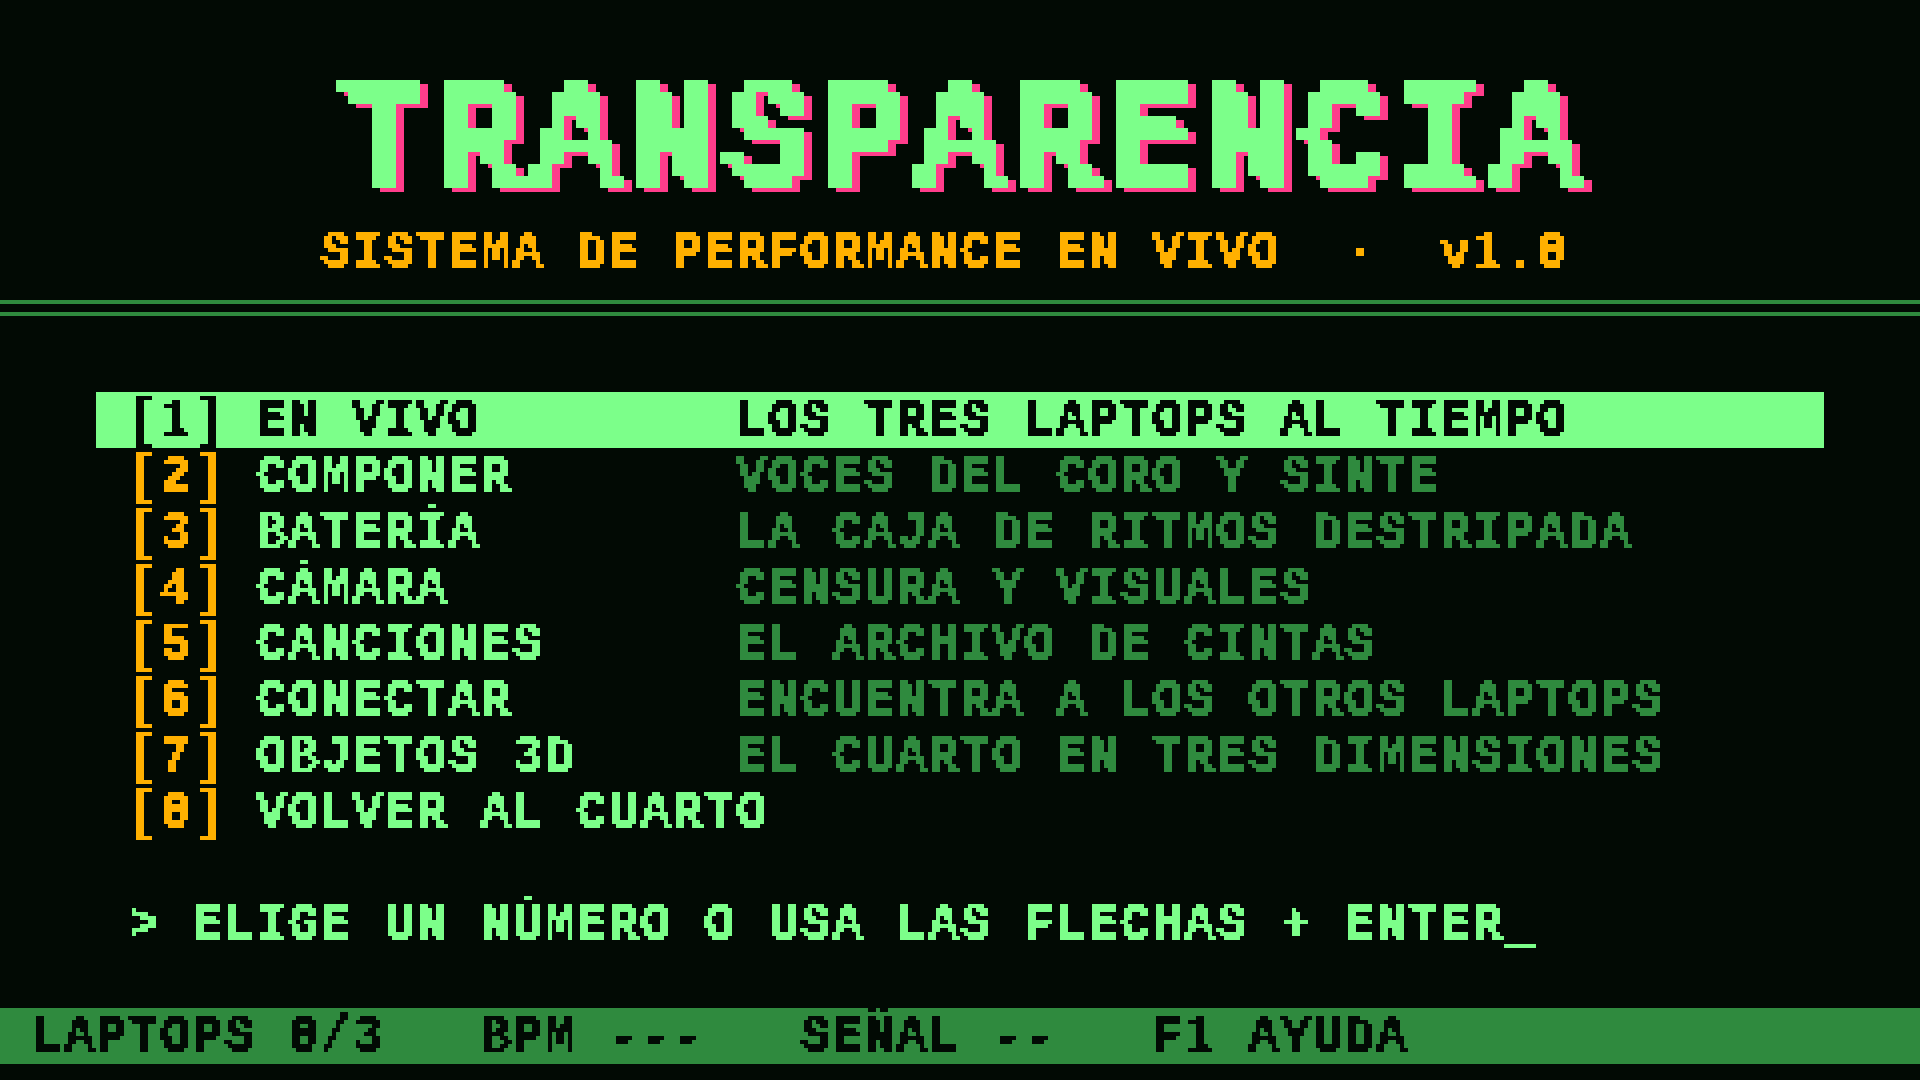 TRANSPARENCIA
SISTEMA DE PERFORMANCE EN VIVO · v1.0
[1] EN VIVO LOS TRES LAPTOPS AL TIEMPO
[2] COMPONER VOCES DEL CORO Y SINTE
[3] BATERÍA LA CAJA DE RITMOS DESTRIPADA
[4] CÁMARA CENSURA Y VISUALES
[5] CANCIONES EL ARCHIVO DE CINTAS
[6] CONECTAR ENCUENTRA A LOS OTROS LAPTOPS
[7] OBJETOS 3D EL CUARTO EN TRES DIMENSIONES
[0] VOLVER AL CUARTO
> ELIGE UN NÚMERO O USA LAS FLECHAS + ENTER_
LAPTOPS 0/3 BPM --- SEÑAL -- F1 AYUDA